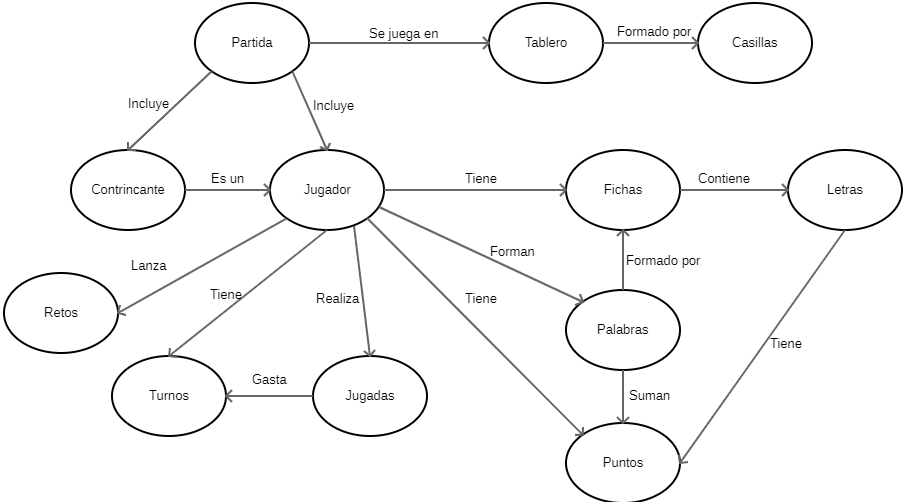 Partida
Se juega en
Tablero
Formado por
Casillas
Incluye
Incluye
Contrincante
Es un
Jugador
Tiene
Fichas
Contiene
Letras
Lanza
Tiene
Realiza
Tiene
Forman
Formado por
Retos
Palabras
Tiene
Turnos
Gasta
Jugadas
Suman
Puntos